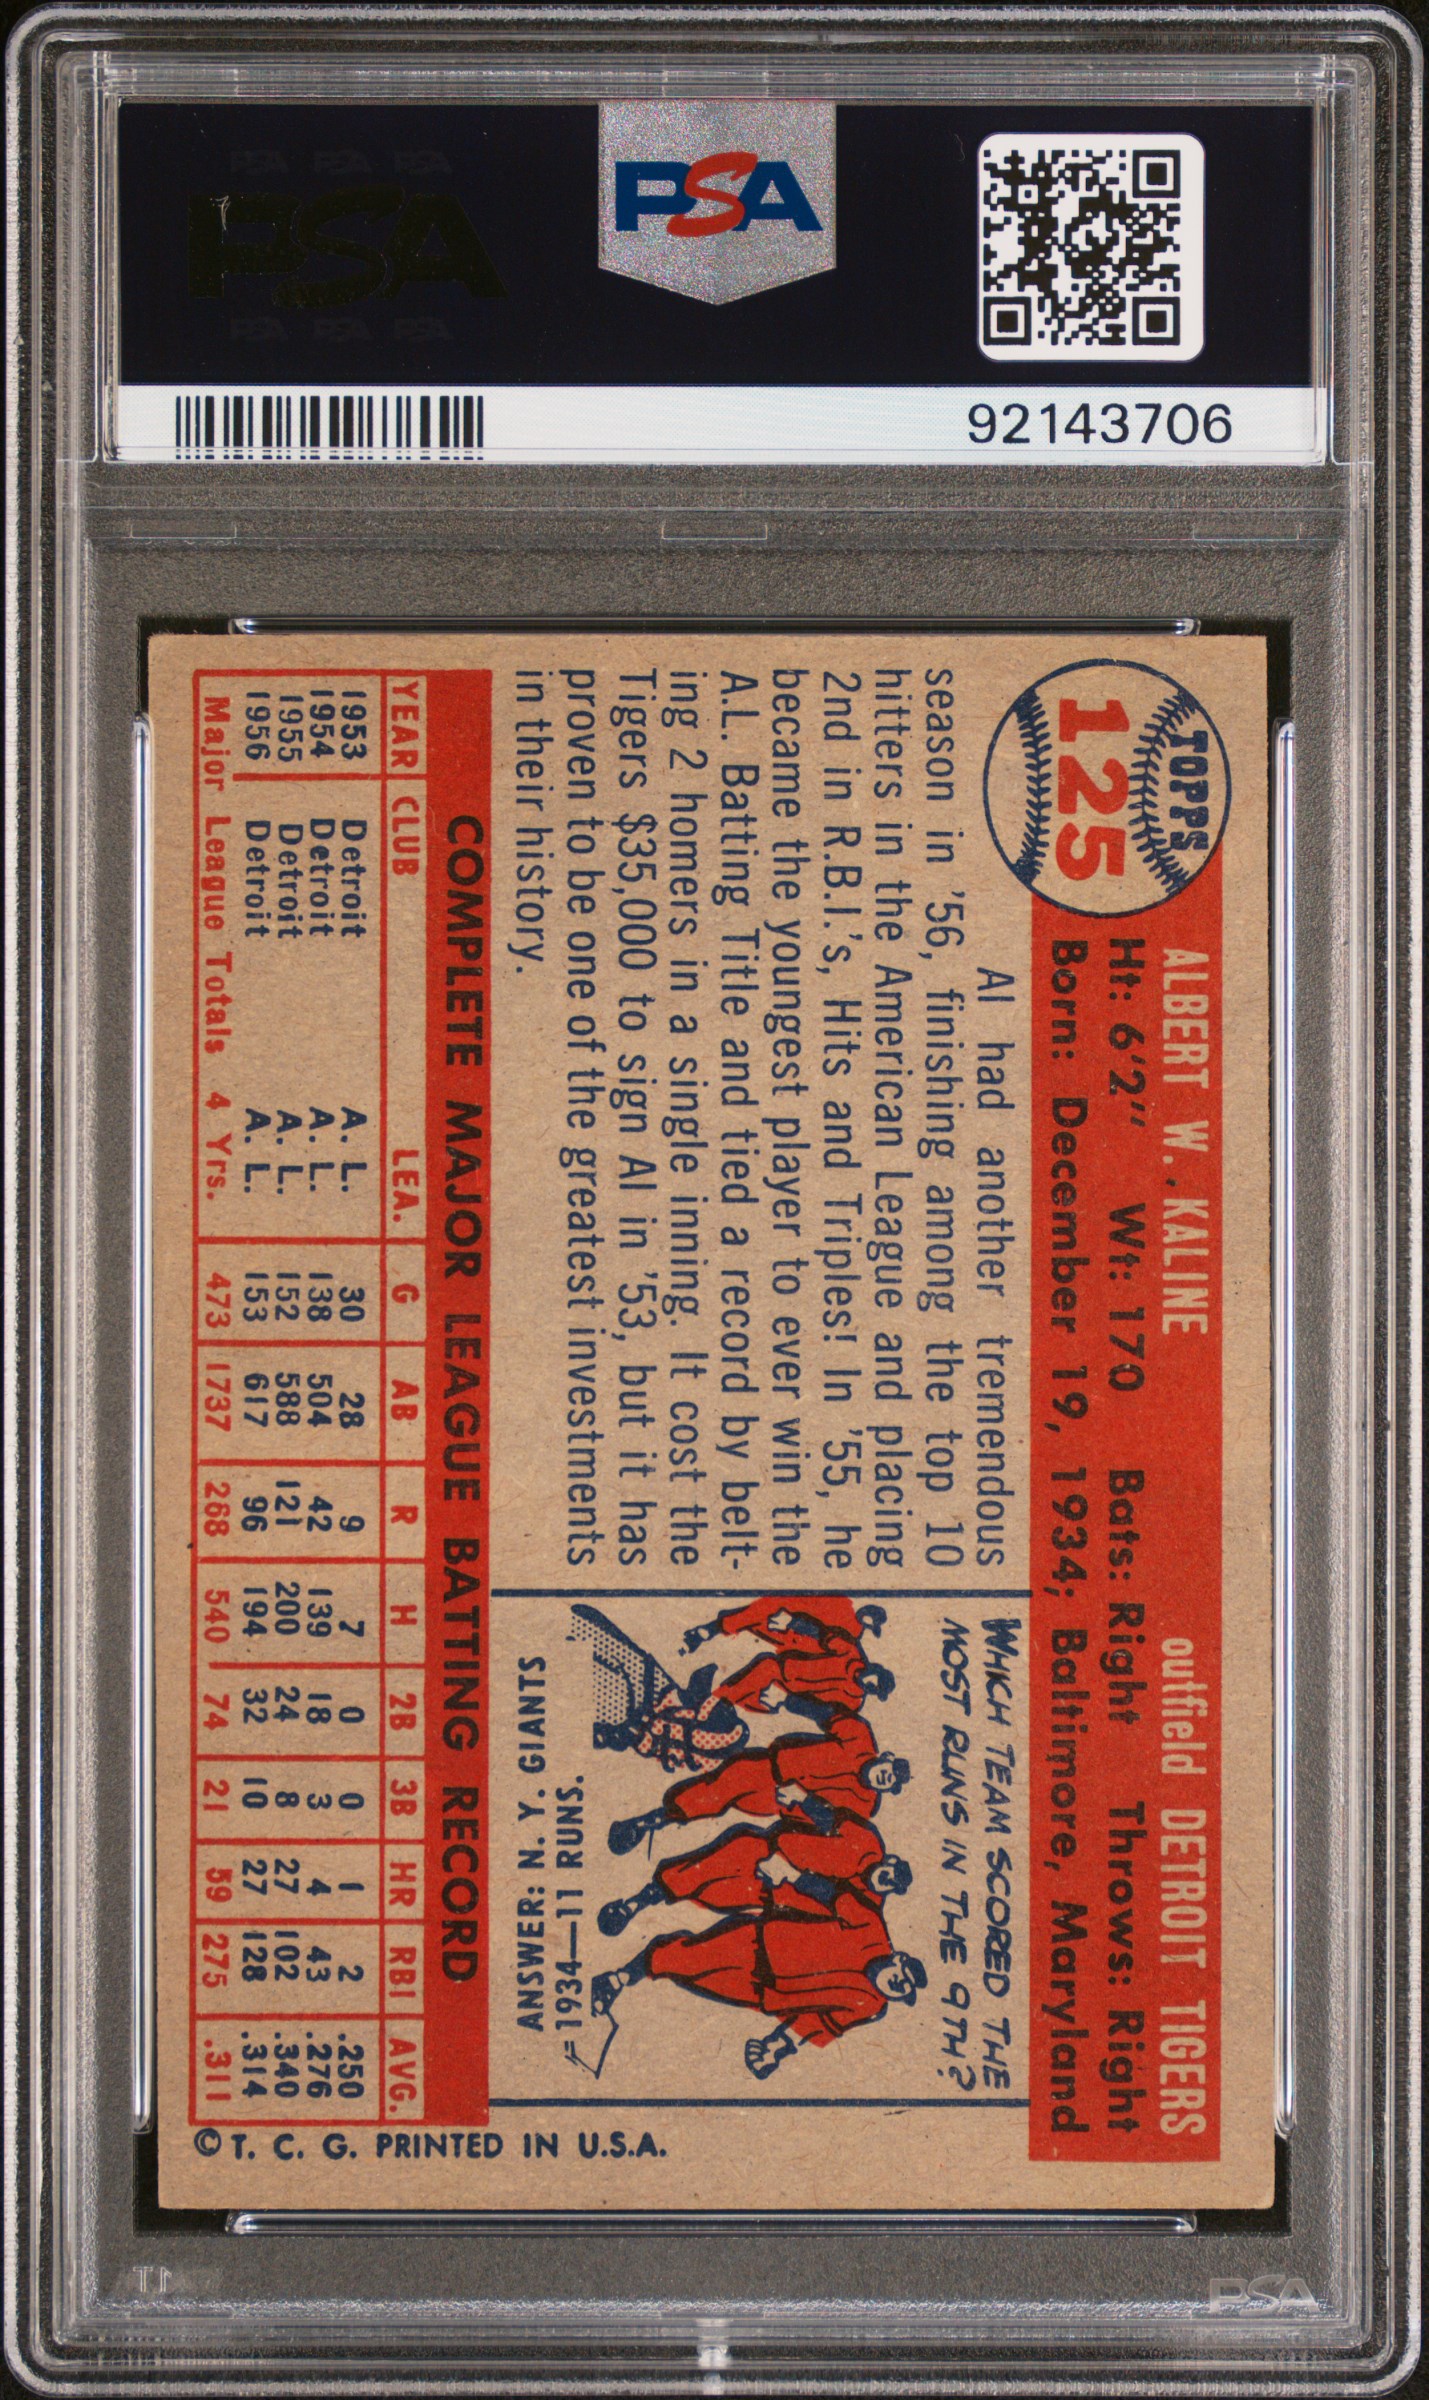 PSA
92143706
TOPPS
125
ALBERT W. KALINE outfield DETROIT TIGERS
Ht: 6'2" Wt: 170 Bats: Right Throws: Right
Born: December 19, 1934; Baltimore, Maryland
Al had another tremendous
season in '56, finishing among the top 10
hitters in the American League and placing
2nd in R.B.I.'s, Hits and Triples! In '55, he
became the youngest player to ever win the
A.L. Batting Title and tied a record by belt-
ing 2 homers in a single inning. It cost the
Tigers $35,000 to sign Al in '53, but it has
proven to be one of the greatest investments
in their history.
WHICH TEAM SCORED THE
MOST RUNS IN THE 9TH?
ANSWER: N. Y. GIANTS
—1934—11 RUNS.
COMPLETE MAJOR LEAGUE BATTING RECORD
YEAR CLUB LEA. G AB R H 2B 3B HR RBI AVG.
1953 Detroit A. L. 30 28 9 7 0 0 1 2 .250
1954 Detroit A. L. 138 504 42 139 18 3 4 43 .276
1955 Detroit A. L. 152 588 121 200 24 8 27 102 .340
1956 Detroit A. L. 153 617 96 194 32 10 27 128 .314
Major League Totals 4 Yrs. 473 1737 268 540 74 21 59 275 .311
© T. C. G. PRINTED IN U.S.A.
PSA